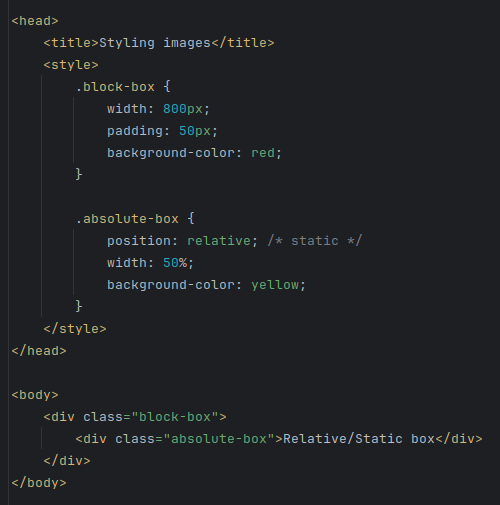 <head>
    <title>Styling images</title>
    <style>
        .block-box {
            width: 800px;
            padding: 50px;
            background-color: red;
        }

        .absolute-box {
            position: relative; /* static */
            width: 50%;
            background-color: yellow;
        }
    </style>
</head>

<body>
    <div class="block-box">
        <div class="absolute-box">Relative/Static box</div>
    </div>
</body>